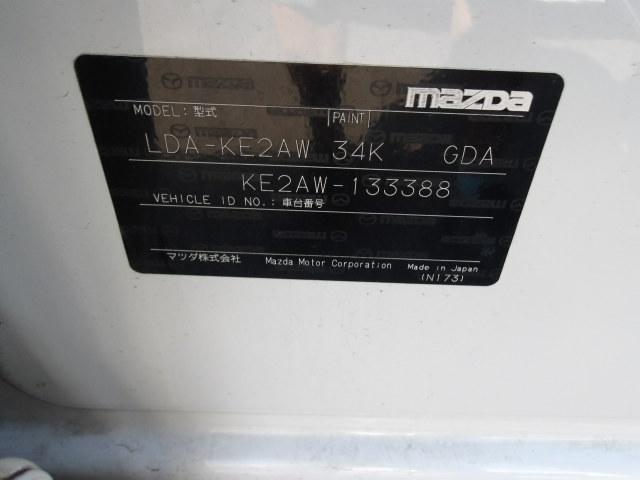 mazda
MODEL：型式 PAINT
LDA-KE2AW 34K GDA
KE2AW-133388
VEHICLE ID NO.：車台番号
マツダ株式会社 Mazda Motor Corporation Made in Japan
(N173)